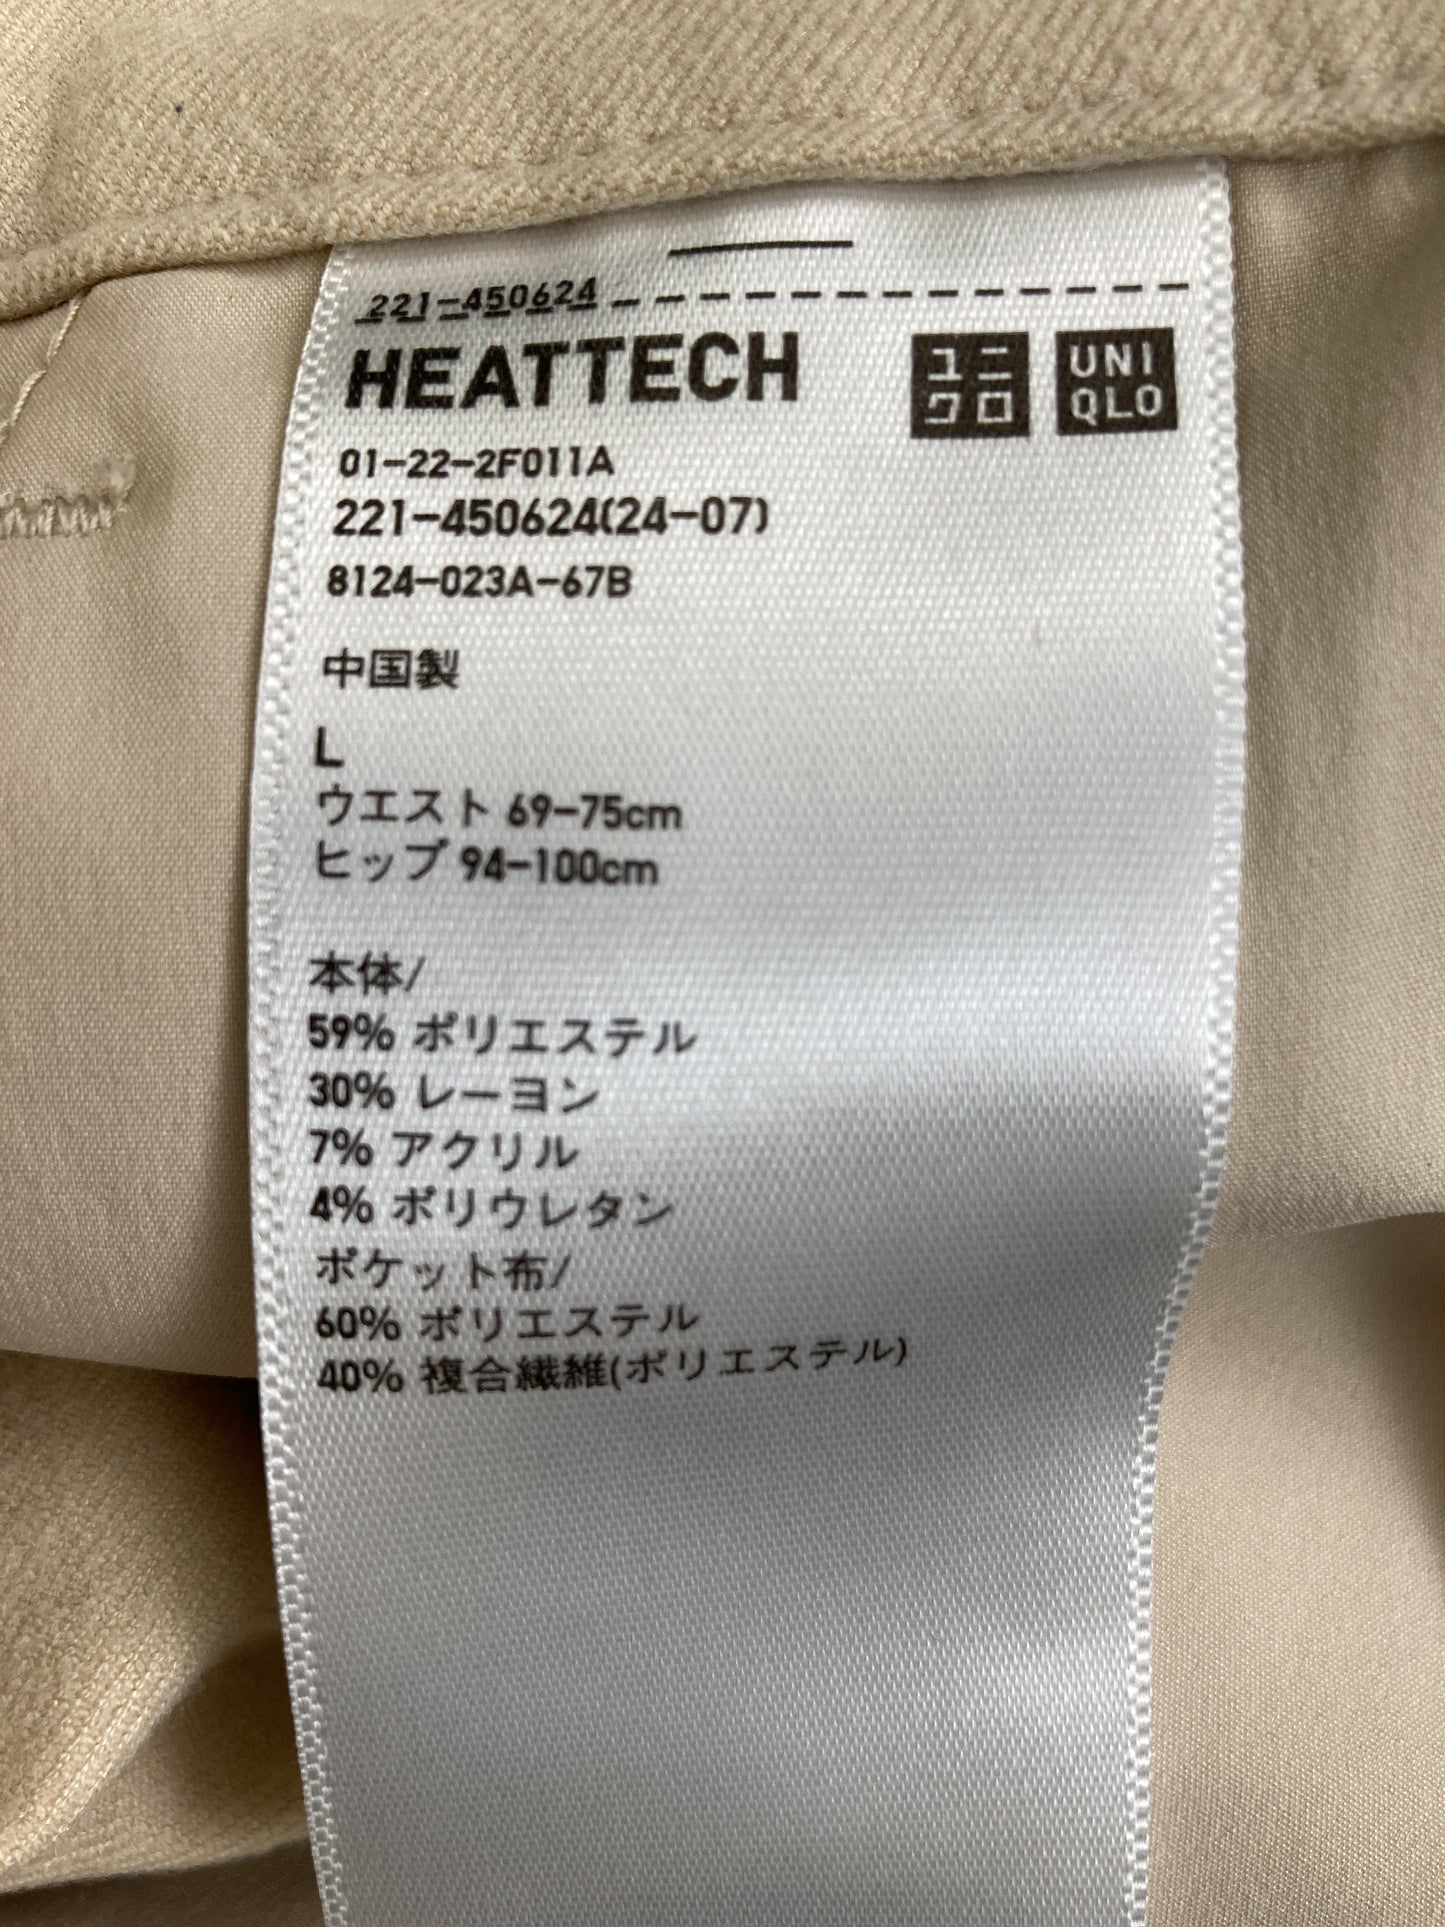 221-450624
HEATTECH
ユニ
クロ
UNI
QLO
01-22-2F011A
221-450624(24-07)
8124-023A-67B
中国製
L
ウエスト 69-75cm
ヒップ 94-100cm
本体/
59% ポリエステル
30% レーヨン
7% アクリル
4% ポリウレタン
ポケット布/
60% ポリエステル
40% 複合繊維(ポリエステル)